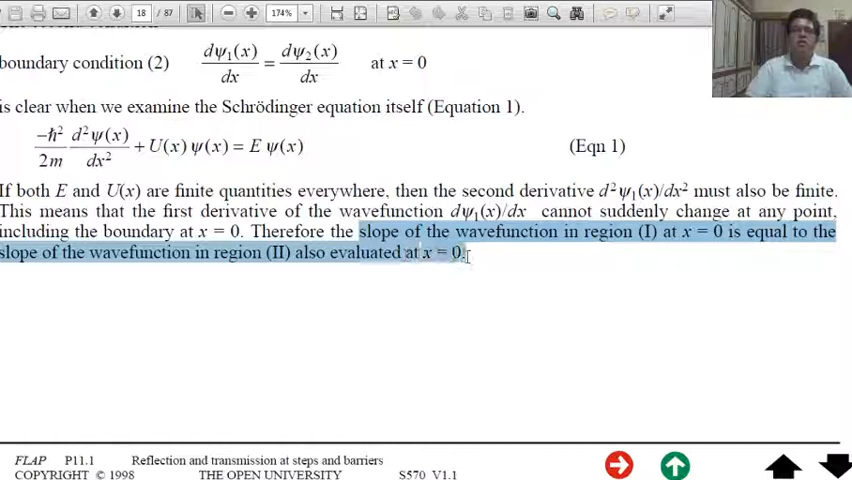 18 / 87
174%
boundary condition (2) dψ₁(x)/dx = dψ₂(x)/dx at x = 0
is clear when we examine the Schrödinger equation itself (Equation 1).
−ħ²/2m d²ψ(x)/dx² + U(x) ψ(x) = E ψ(x) (Eqn 1)
If both E and U(x) are finite quantities everywhere, then the second derivative d²ψ₁(x)/dx² must also be finite.
This means that the first derivative of the wavefunction dψ₁(x)/dx cannot suddenly change at any point,
including the boundary at x = 0. Therefore the slope of the wavefunction in region (I) at x = 0 is equal to the
slope of the wavefunction in region (II) also evaluated at x = 0.
FLAP P11.1 Reflection and transmission at steps and barriers
COPYRIGHT © 1998 THE OPEN UNIVERSITY S570 V1.1